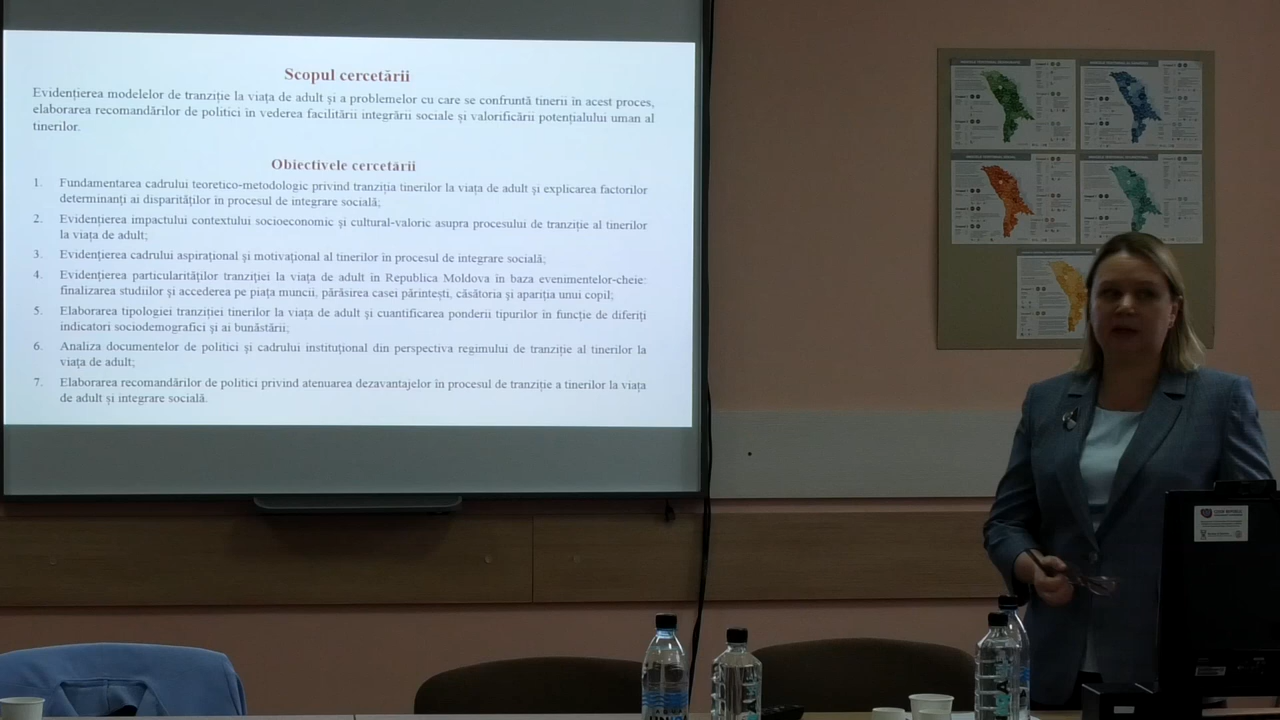 Scopul cercetării
Evidențierea modelelor de tranziție la viața de adult și a problemelor cu care se confruntă tinerii în acest proces,
elaborarea recomandărilor de politici în vederea facilitării integrării sociale și valorificării potențialului uman al
tinerilor.
Obiectivele cercetării
1. Fundamentarea cadrului teoretico-metodologic privind tranziția tinerilor la viața de adult și explicarea factorilor
determinanți ai disparităților în procesul de integrare socială;
2. Evidențierea impactului contextului socioeconomic și cultural-valoric asupra procesului de tranziție al tinerilor
la viața de adult;
3. Evidențierea cadrului aspirațional și motivațional al tinerilor în procesul de integrare socială;
4. Evidențierea particularităților tranziției la viața de adult în Republica Moldova în baza evenimentelor-cheie:
finalizarea studiilor și accederea pe piața muncii, părăsirea casei părintești, căsătoria și apariția unui copil;
5. Elaborarea tipologiei tranziției tinerilor la viața de adult și cuantificarea ponderii tipurilor în funcție de diferiți
indicatori sociodemografici și ai bunăstării;
6. Analiza documentelor de politici și cadrului instituțional din perspectiva regimului de tranziție al tinerilor la
viața de adult;
7. Elaborarea recomandărilor de politici privind atenuarea dezavantajelor în procesul de tranziție a tinerilor la viața
de adult și integrare socială.